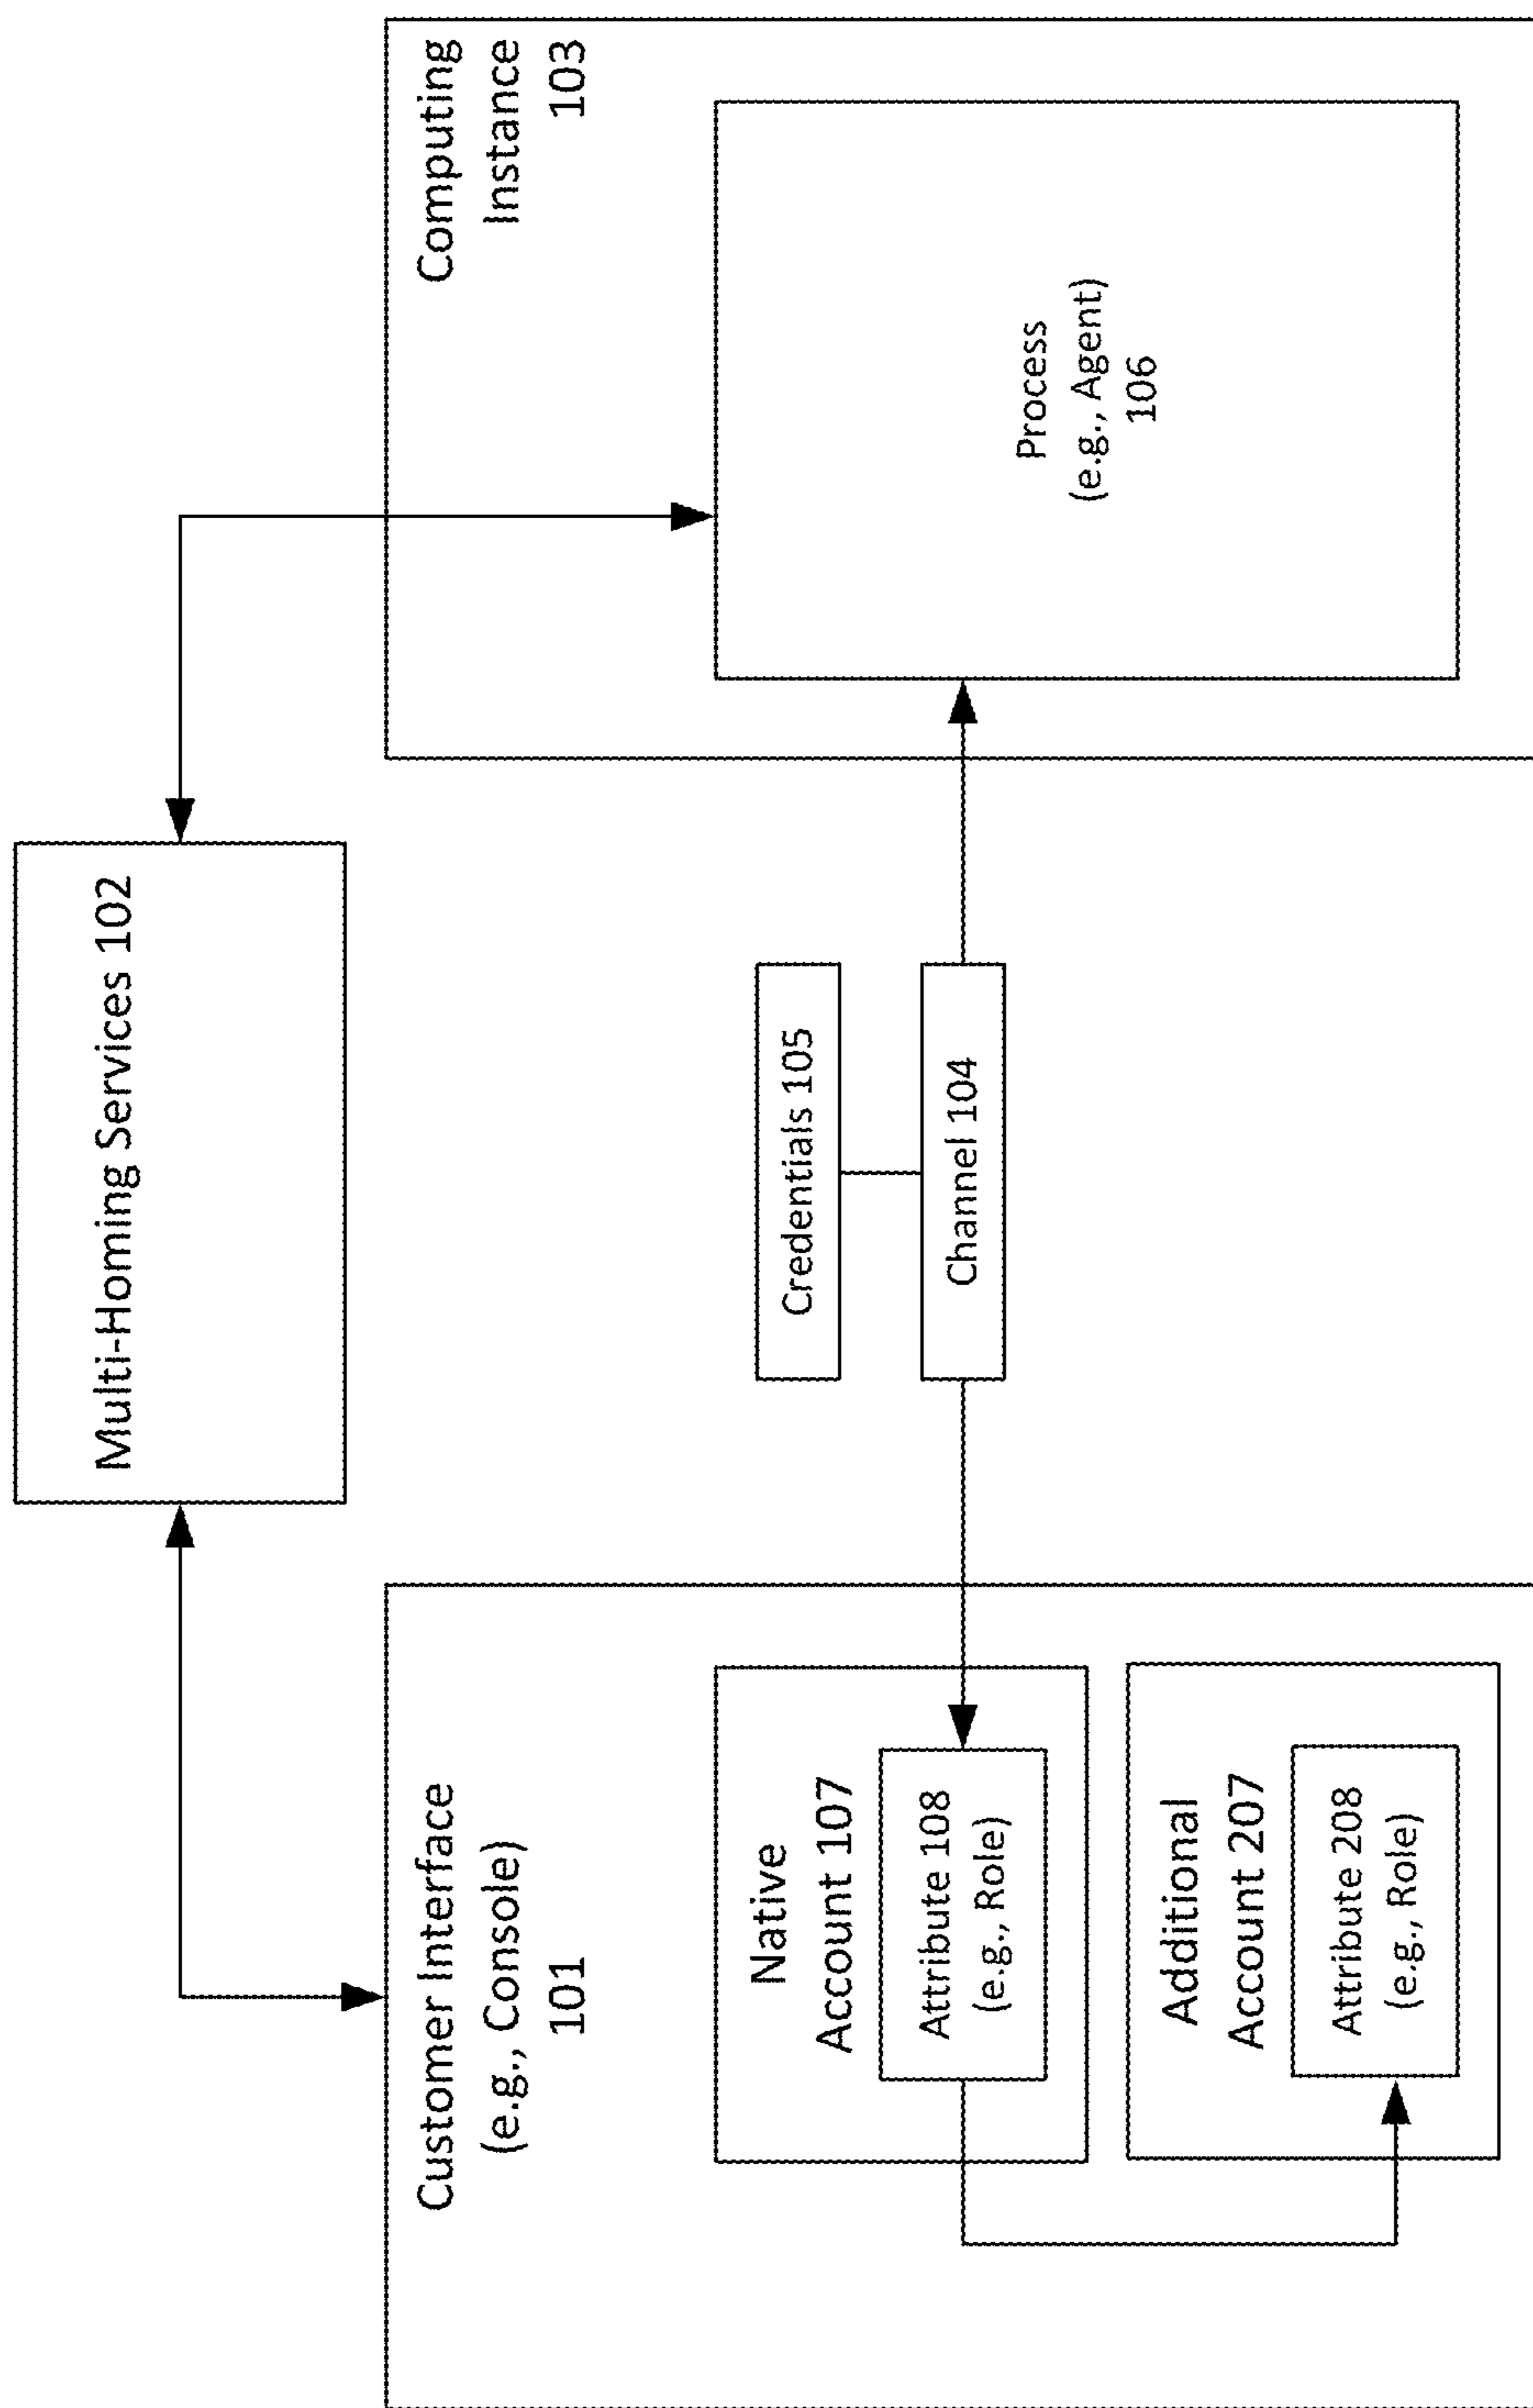 Multi-Homing Services 102
Customer Interface
(e.g., Console)
101
Native
Account 107
Attribute 108
(e.g., Role)
Additional
Account 207
Attribute 208
(e.g., Role)
Credentials 105
Channel 104
Computing
Instance
103
Process
(e.g., Agent)
106